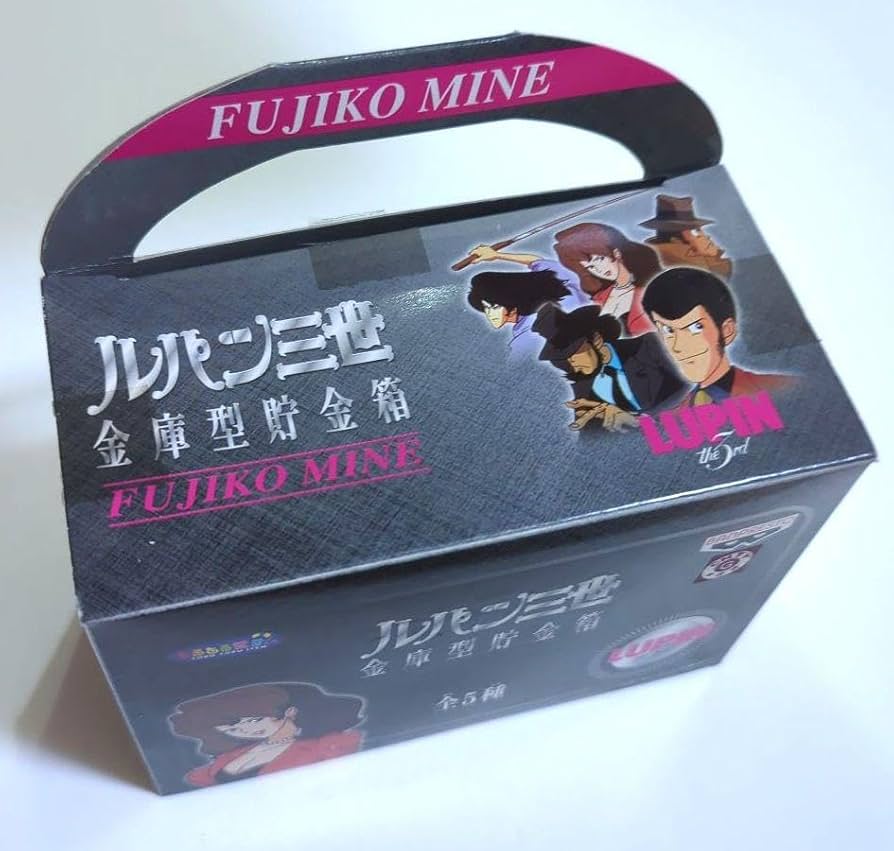 FUJIKO MINE
ルパン三世
金庫型貯金箱
FUJIKO MINE
LUPIN
the 3rd
BANPRESTO
ルパン三世
金庫型貯金箱
LUPIN
全5種